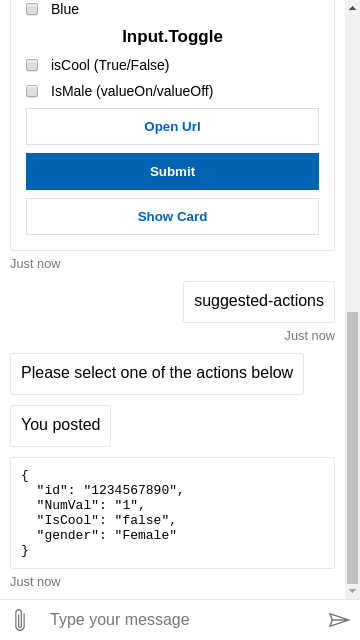 Blue
Input.Toggle
isCool (True/False)
IsMale (valueOn/valueOff)
Open Url
Submit
Show Card
Just now
suggested-actions
Just now
Please select one of the actions below
You posted
{
  "id": "1234567890",
  "NumVal": "1",
  "IsCool": "false",
  "gender": "Female"
}
Just now
Type your message